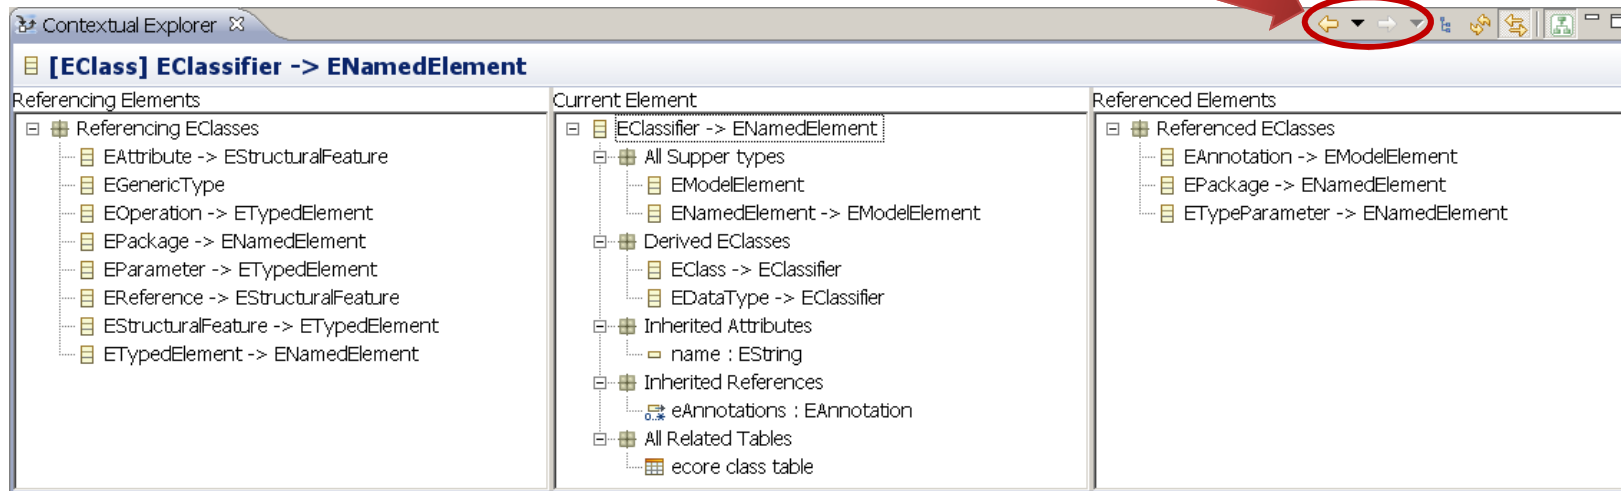 Contextual Explorer
[EClass] EClassifier -> ENamedElement
Referencing Elements
Referencing EClasses
EAttribute -> EStructuralFeature
EGenericType
EOperation -> ETypedElement
EPackage -> ENamedElement
EParameter -> ETypedElement
EReference -> EStructuralFeature
EStructuralFeature -> ETypedElement
ETypedElement -> ENamedElement
Current Element
EClassifier -> ENamedElement
All Supper types
EModelElement
ENamedElement -> EModelElement
Derived EClasses
EClass -> EClassifier
EDataType -> EClassifier
Inherited Attributes
name : EString
Inherited References
0..* eAnnotations : EAnnotation
All Related Tables
ecore class table
Referenced Elements
Referenced EClasses
EAnnotation -> EModelElement
EPackage -> ENamedElement
ETypeParameter -> ENamedElement